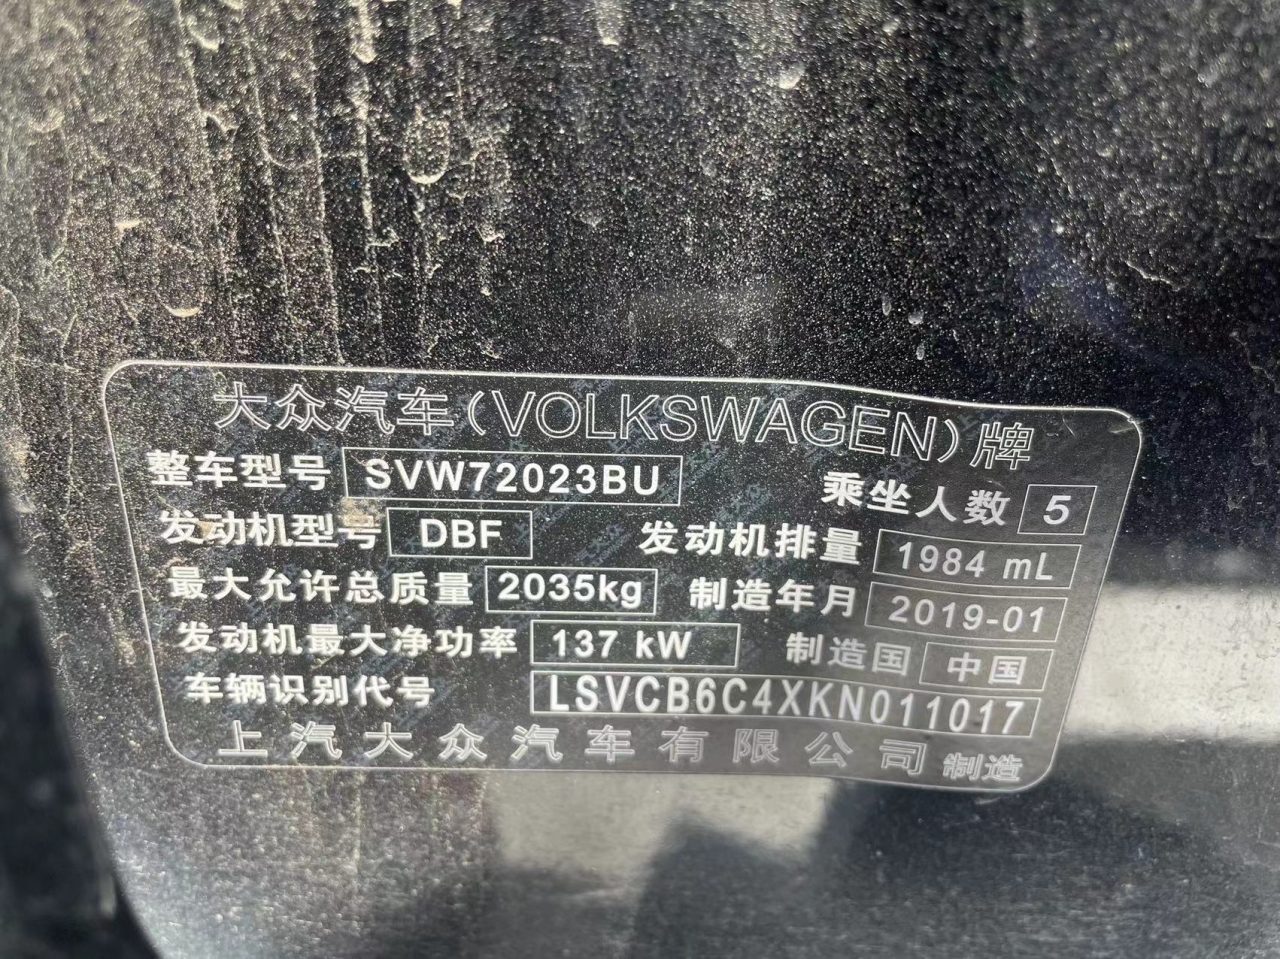 大众汽车(VOLKSWAGEN)牌
整车型号 SVW72023BU 乘坐人数 5
发动机型号 DBF 发动机排量 1984 mL
最大允许总质量 2035kg 制造年月 2019-01
发动机最大净功率 137 kW 制造国 中国
车辆识别代号 LSVCB6C4XKN011017
上汽大众汽车有限公司 制造